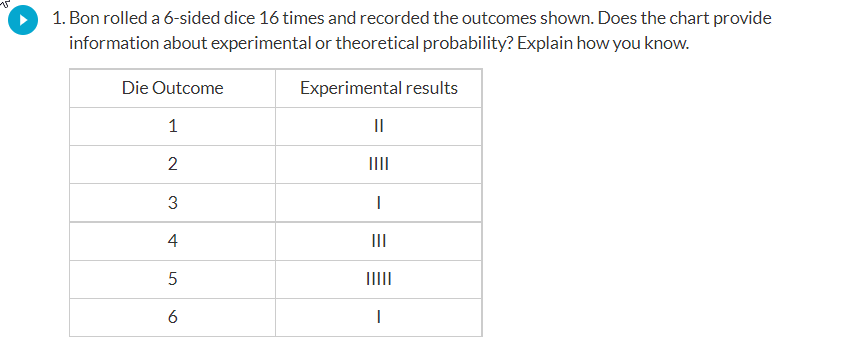 1. Bon rolled a 6-sided dice 16 times and recorded the outcomes shown. Does the chart provide
information about experimental or theoretical probability? Explain how you know.
Die Outcome Experimental results
1 II
2 IIII
3 I
4 III
5 IIIII
6 I